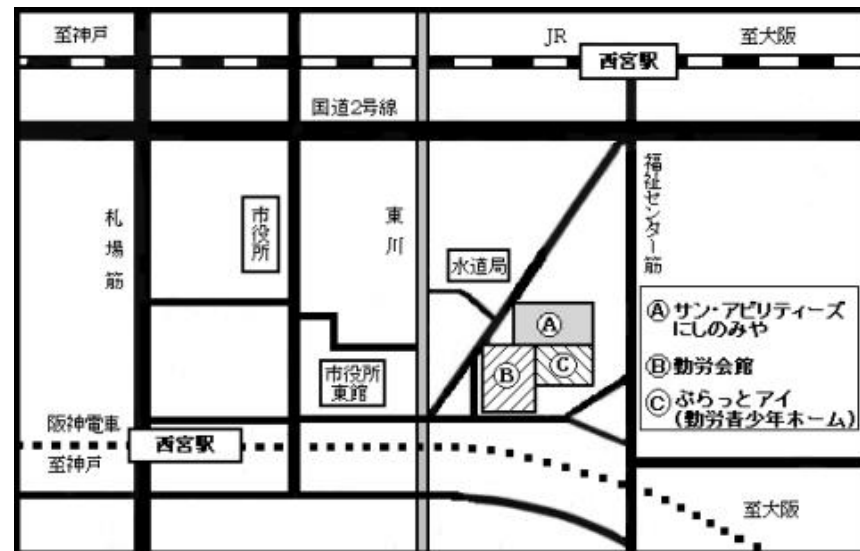 至神戸
JR
至大阪
西宮駅
国道2号線
札場筋
市役所
東川
福祉センター筋
水道局
Ⓐ
Ⓐサン・アビリティーズ
にしのみや
Ⓑ
Ⓒ
Ⓑ勤労会館
市役所
東館
Ⓒぷらっとアイ
(勤労青少年ホーム)
阪神電車
西宮駅
至神戸
至大阪